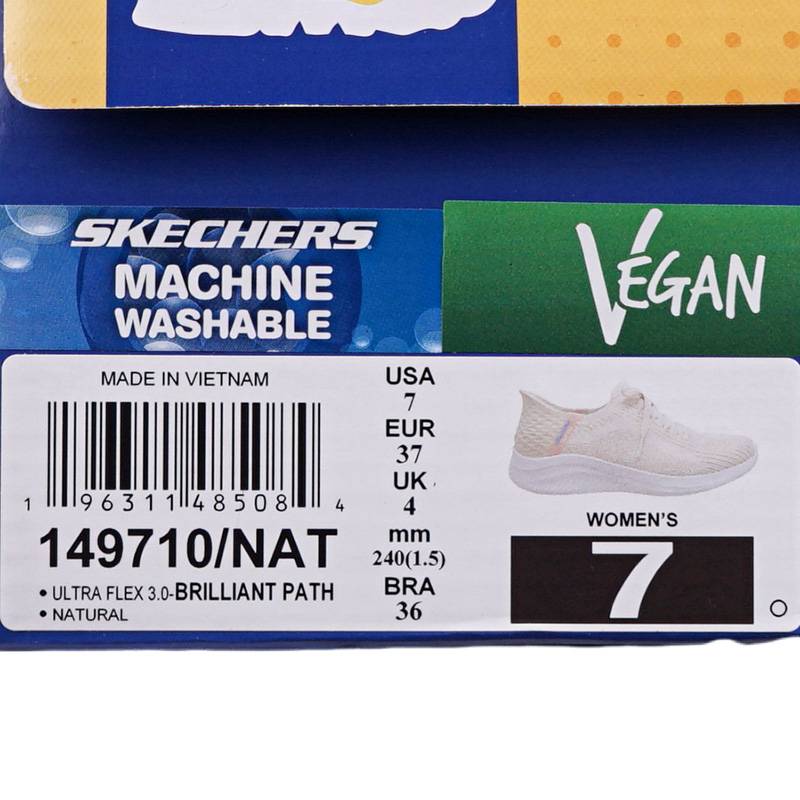 SKECHERS
MACHINE
WASHABLE
VEGAN
MADE IN VIETNAM
1 96311 48508 4
149710/NAT
• ULTRA FLEX 3.0-BRILLIANT PATH
• NATURAL
USA
7
EUR
37
UK
4
mm
240(1.5)
BRA
36
WOMEN'S
7